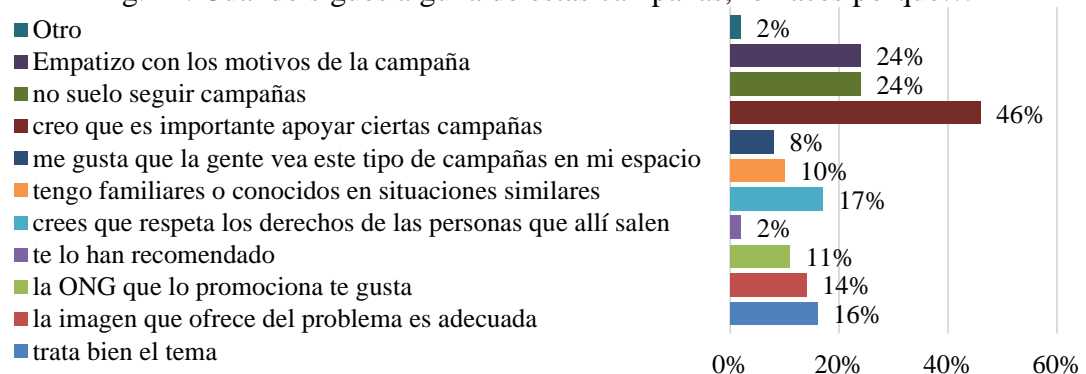 Otro
Empatizo con los motivos de la campaña
no suelo seguir campañas
creo que es importante apoyar ciertas campañas
me gusta que la gente vea este tipo de campañas en mi espacio
tengo familiares o conocidos en situaciones similares
crees que respeta los derechos de las personas que allí salen
te lo han recomendado
la ONG que lo promociona te gusta
la imagen que ofrece del problema es adecuada
trata bien el tema
2%
24%
24%
46%
8%
10%
17%
2%
11%
14%
16%
0% 20% 40% 60%